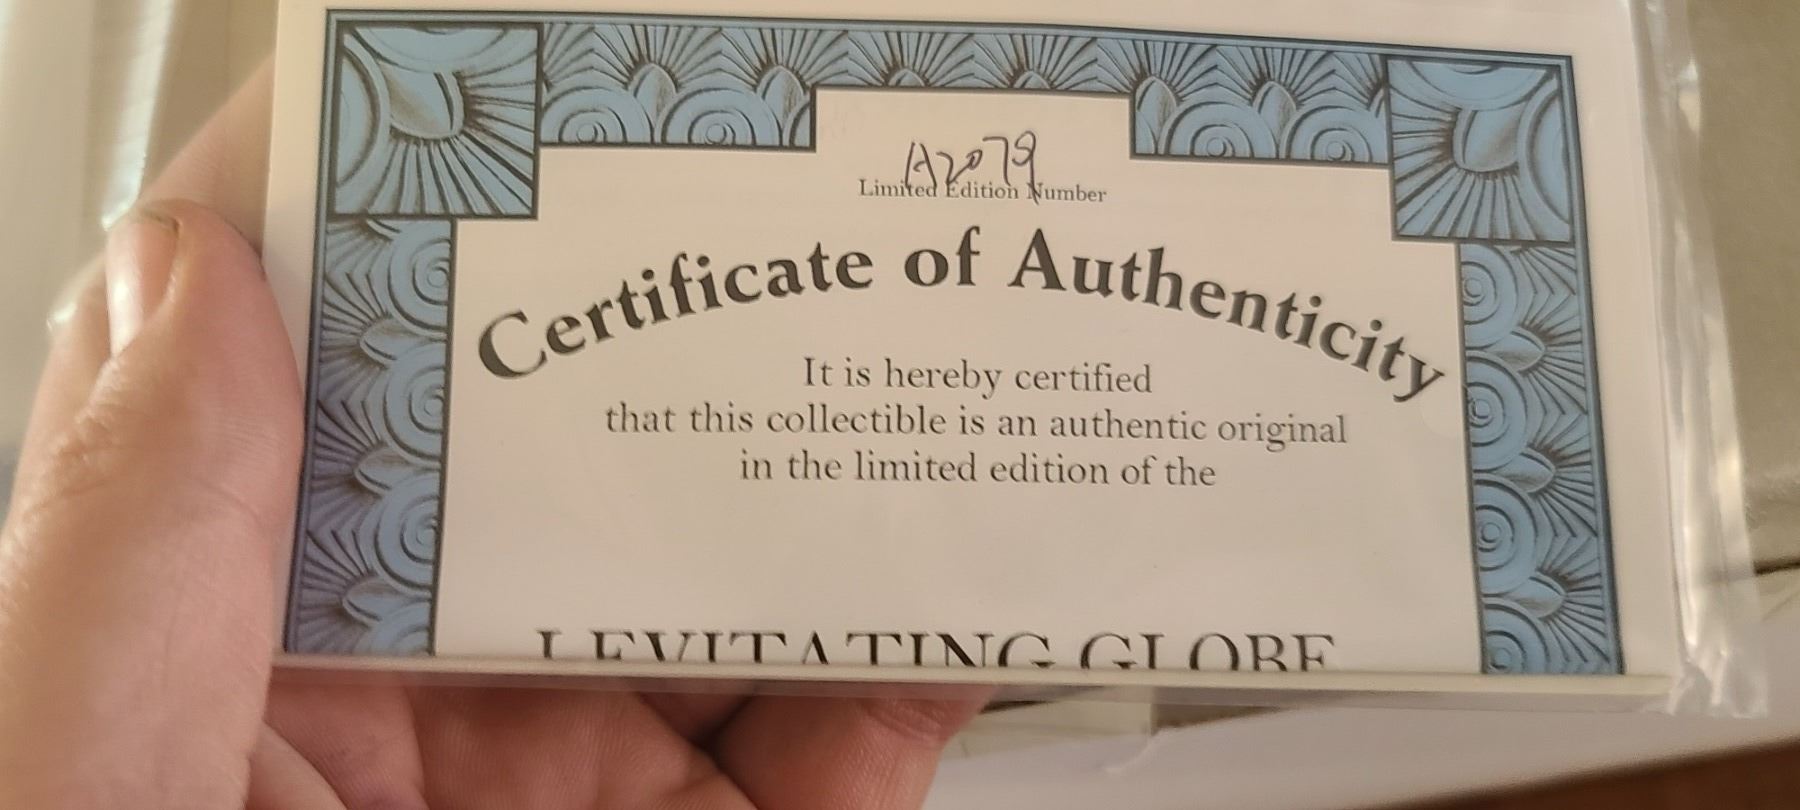 A2079
Limited Edition Number
Certificate of Authenticity
It is hereby certified
that this collectible is an authentic original
in the limited edition of the
LEVITATING GLOBE